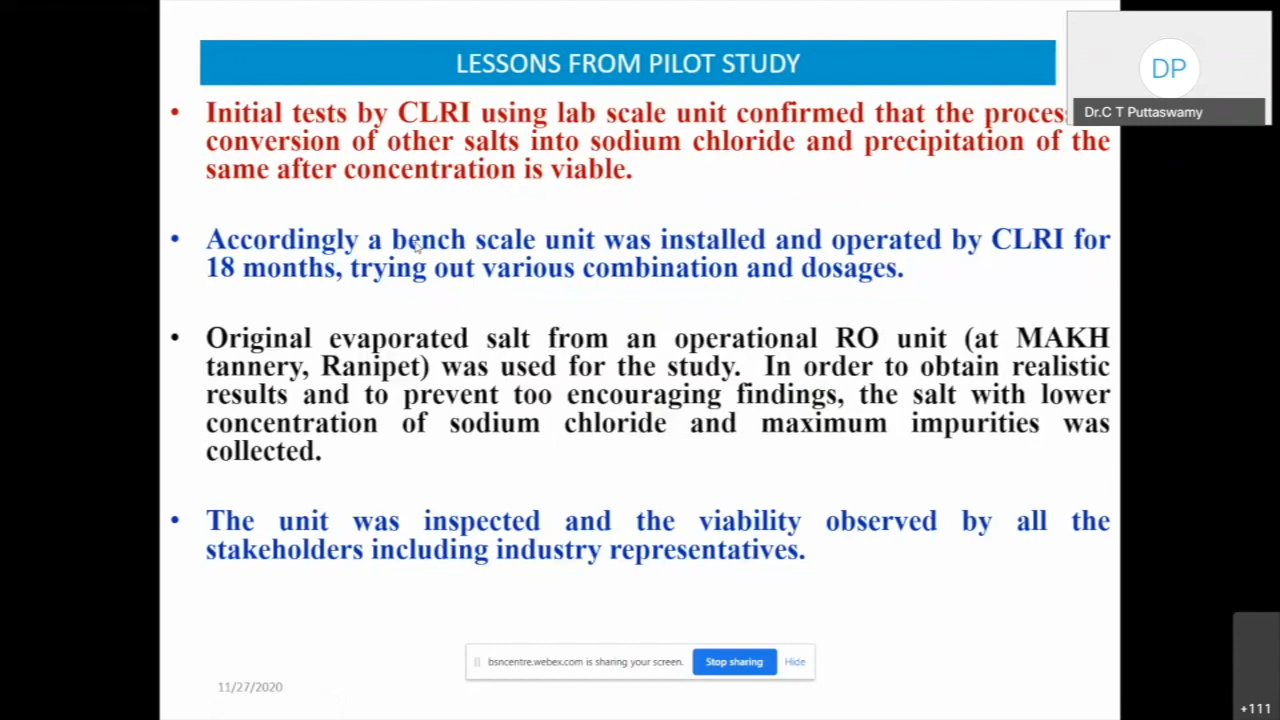 LESSONS FROM PILOT STUDY
DP
Dr.C T Puttaswamy
• Initial tests by CLRI using lab scale unit confirmed that the
conversion of other salts into sodium chloride and precipitation of the
same after concentration is viable.
• Accordingly a bench scale unit was installed and operated by CLRI for
18 months, trying out various combination and dosages.
• Original evaporated salt from an operational RO unit (at MAKH
tannery, Ranipet) was used for the study. In order to obtain realistic
results and to prevent too encouraging findings, the salt with lower
concentration of sodium chloride and maximum impurities was
collected.
• The unit was inspected and the viability observed by all the
stakeholders including industry representatives.
bsncentre.webex.com is sharing your screen. Stop sharing Hide
11/27/2020
+111